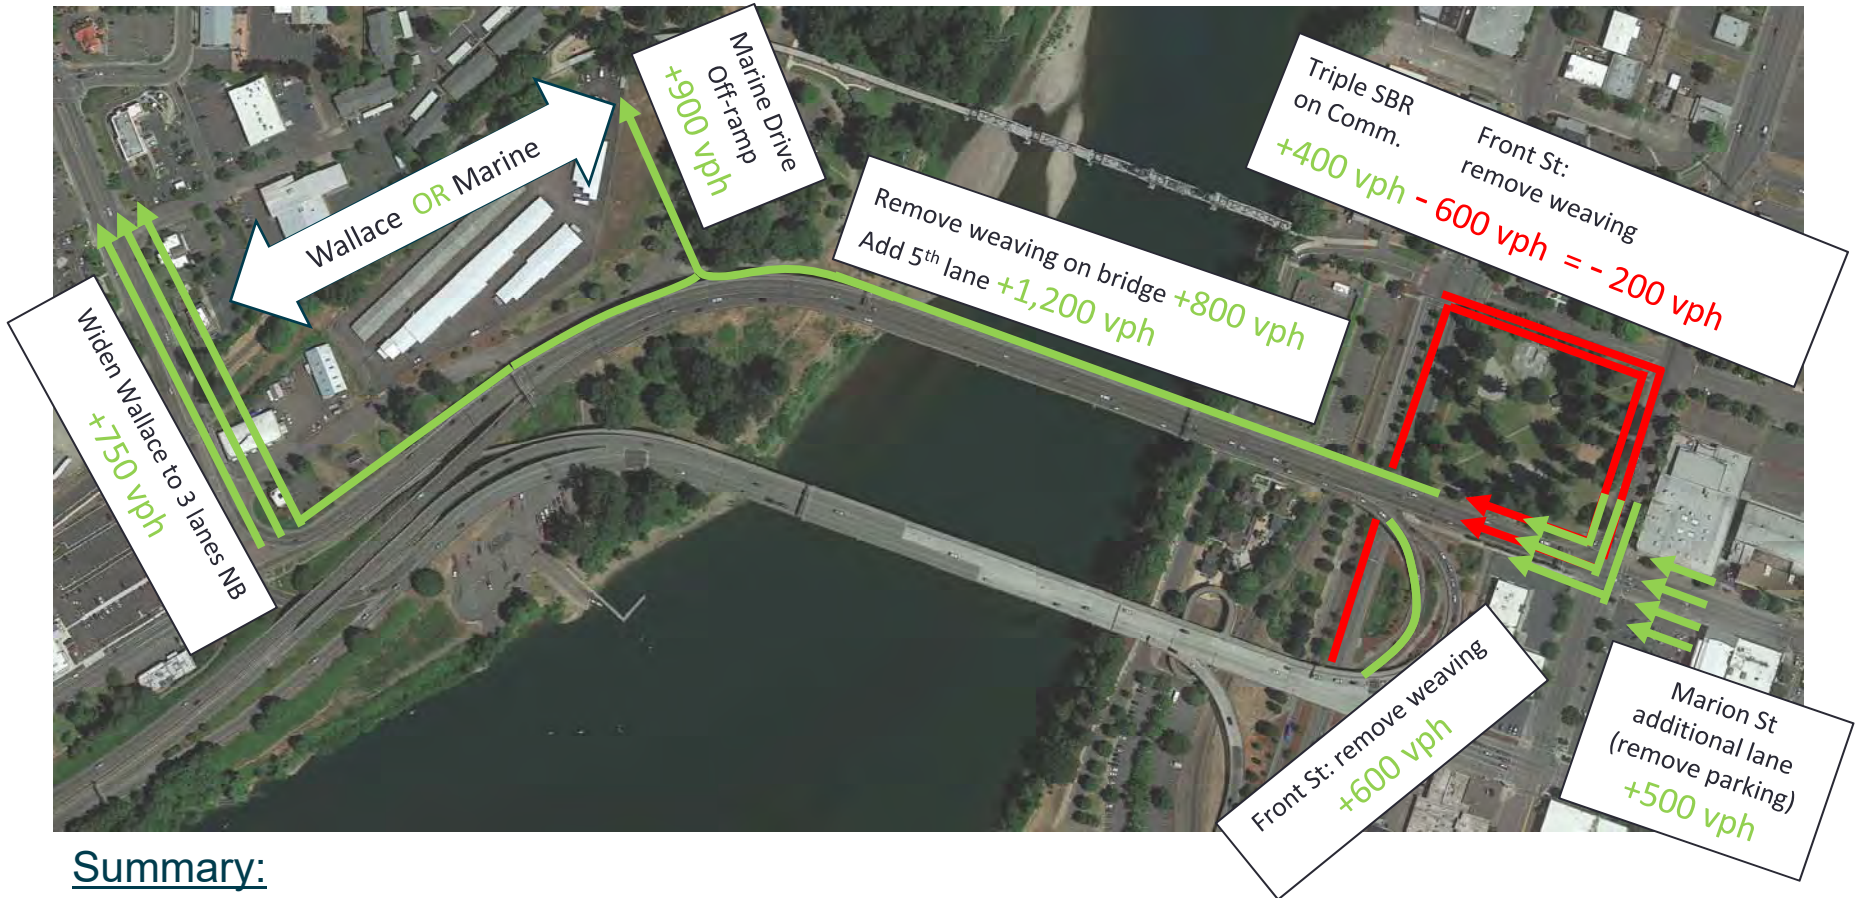 Marine Drive
Off-ramp
+900 vph
Triple SBR
on Comm.
+400 vph
Front St:
remove weaving
- 600 vph = - 200 vph
Wallace OR Marine
Remove weaving on bridge +800 vph
Add 5th lane +1,200 vph
Widen Wallace to 3 lanes NB
+750 vph
Front St: remove weaving
+600 vph
Marion St
additional lane
(remove parking)
+500 vph
Summary: